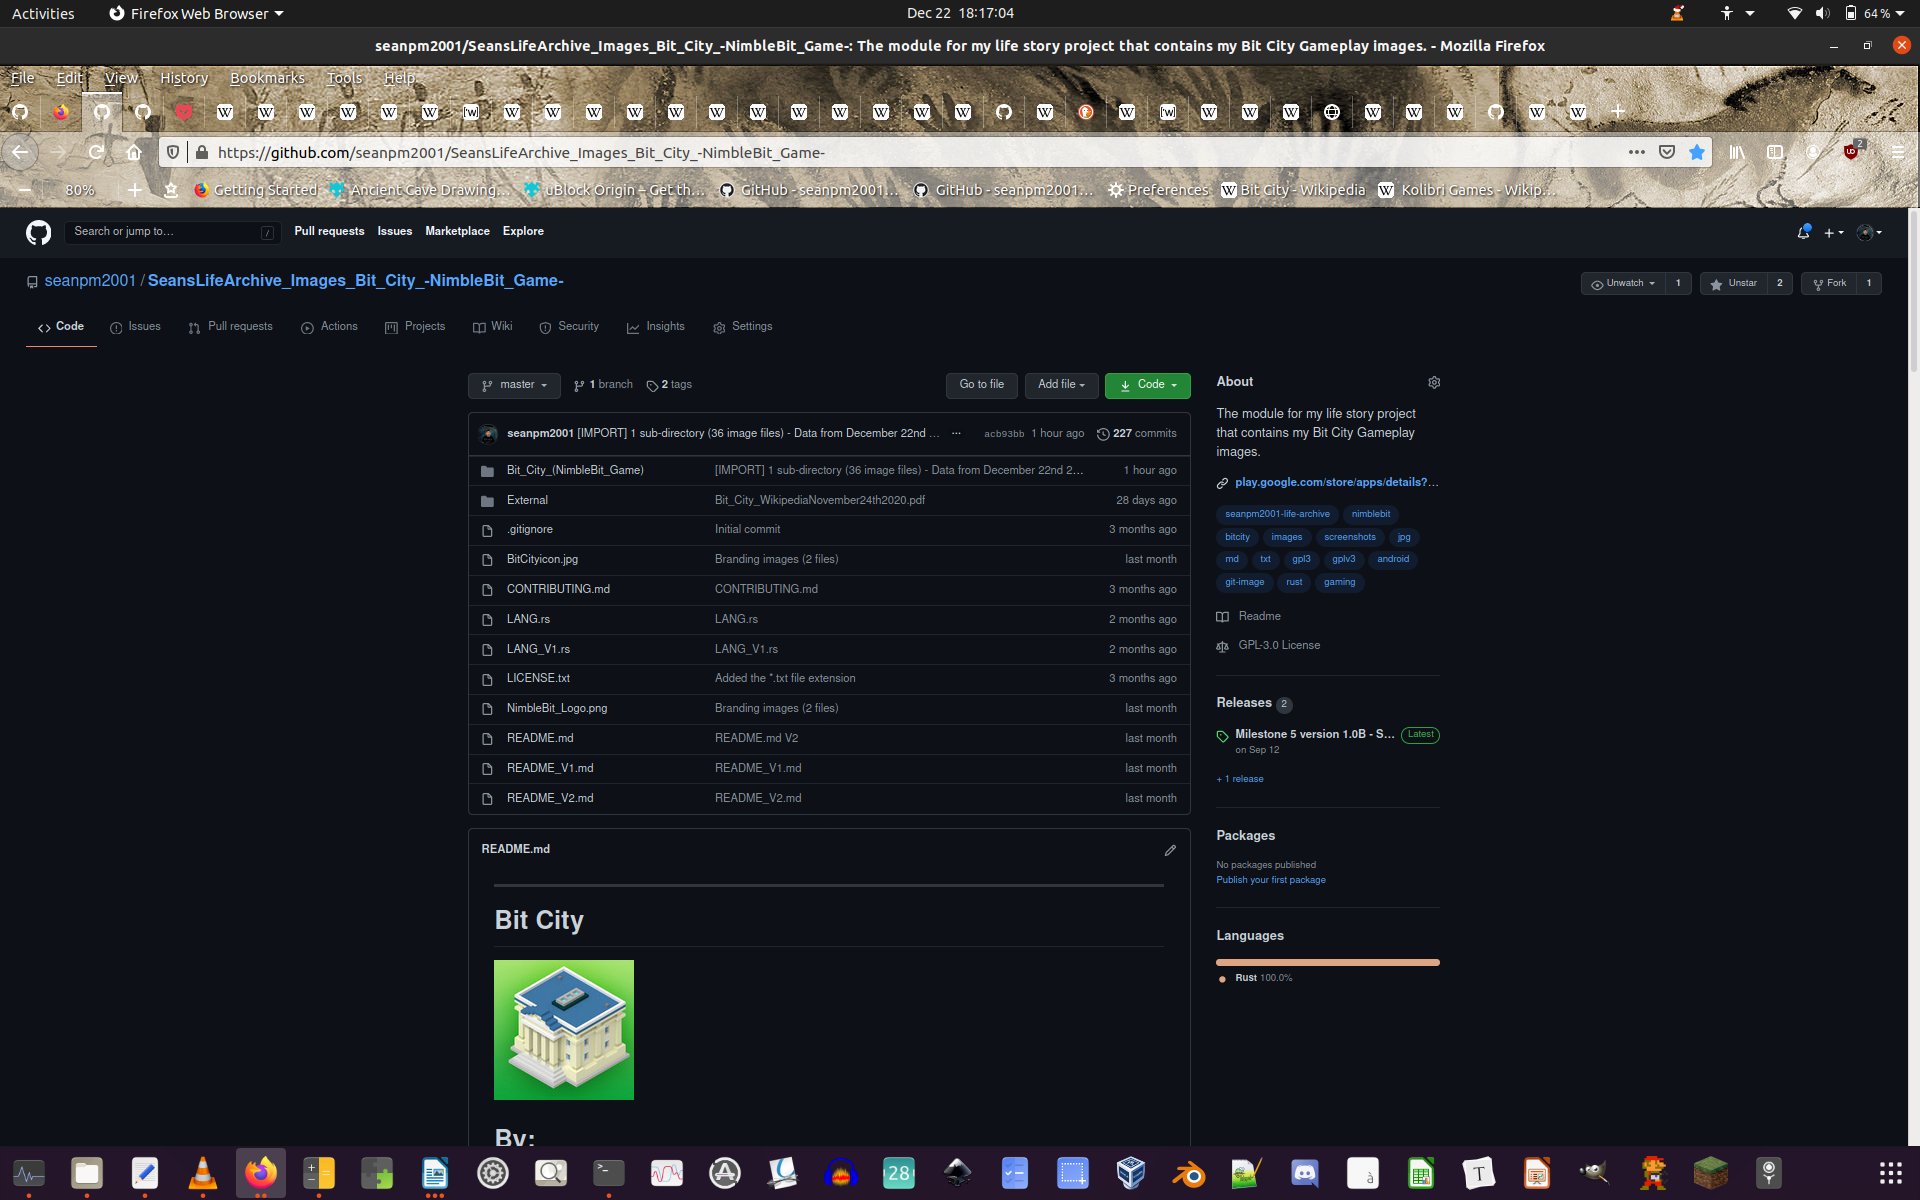 Activities Firefox Web Browser Dec 22 18:17:04 64 %
seanpm2001/SeansLifeArchive_Images_Bit_City_-NimbleBit_Game-: The module for my life story project that contains my Bit City Gameplay images. - Mozilla Firefox
File Edit View History Bookmarks Tools Help
https://github.com/seanpm2001/SeansLifeArchive_Images_Bit_City_-NimbleBit_Game- 2
80% Getting Started Ancient Cave Drawing... uBlock Origin – Get th... GitHub - seanpm2001... GitHub - seanpm2001... Preferences Bit City - Wikipedia Kolibri Games - Wikip...
Search or jump to... / Pull requests Issues Marketplace Explore
seanpm2001 / SeansLifeArchive_Images_Bit_City_-NimbleBit_Game- Unwatch 1 Unstar 2 Fork 1
Code Issues Pull requests Actions Projects Wiki Security Insights Settings
master 1 branch 2 tags Go to file Add file Code
seanpm2001 [IMPORT] 1 sub-directory (36 image files) - Data from December 22nd ... acb93bb 1 hour ago 227 commits
Bit_City_(NimbleBit_Game) [IMPORT] 1 sub-directory (36 image files) - Data from December 22nd 2... 1 hour ago
External Bit_City_WikipediaNovember24th2020.pdf 28 days ago
.gitignore Initial commit 3 months ago
BitCityicon.jpg Branding images (2 files) last month
CONTRIBUTING.md CONTRIBUTING.md 3 months ago
LANG.rs LANG.rs 2 months ago
LANG_V1.rs LANG_V1.rs 2 months ago
LICENSE.txt Added the *.txt file extension 3 months ago
NimbleBit_Logo.png Branding images (2 files) last month
README.md README.md V2 last month
README_V1.md README_V1.md last month
README_V2.md README_V2.md last month
README.md
Bit City
By:
About
The module for my life story project
that contains my Bit City Gameplay
images.
play.google.com/store/apps/details?...
seanpm2001-life-archive nimblebit
bitcity images screenshots jpg
md txt gpl3 gplv3 android
git-image rust gaming
Readme
GPL-3.0 License
Releases 2
Milestone 5 version 1.0B - S... Latest
on Sep 12
+ 1 release
Packages
No packages published
Publish your first package
Languages
Rust 100.0%
28